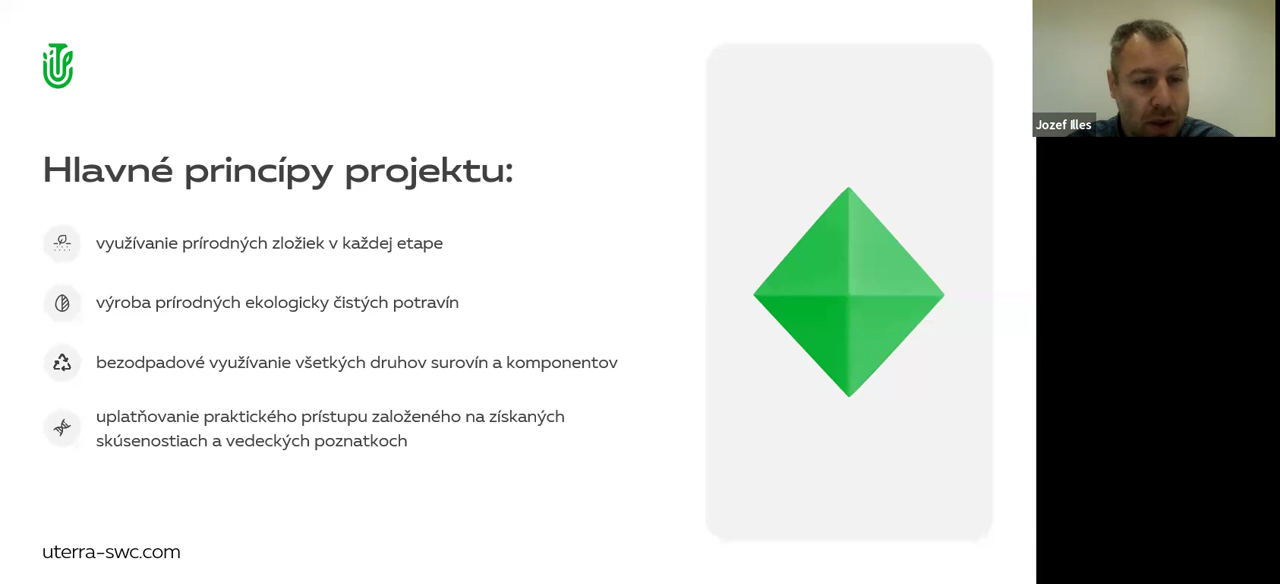 Hlavné princípy projektu:
využívanie prírodných zložiek v každej etape
výroba prírodných ekologicky čistých potravín
bezodpadové využívanie všetkých druhov surovín a komponentov
uplatňovanie praktického prístupu založeného na získaných
skúsenostiach a vedeckých poznatkoch
uterra-swc.com
Jozef Illes